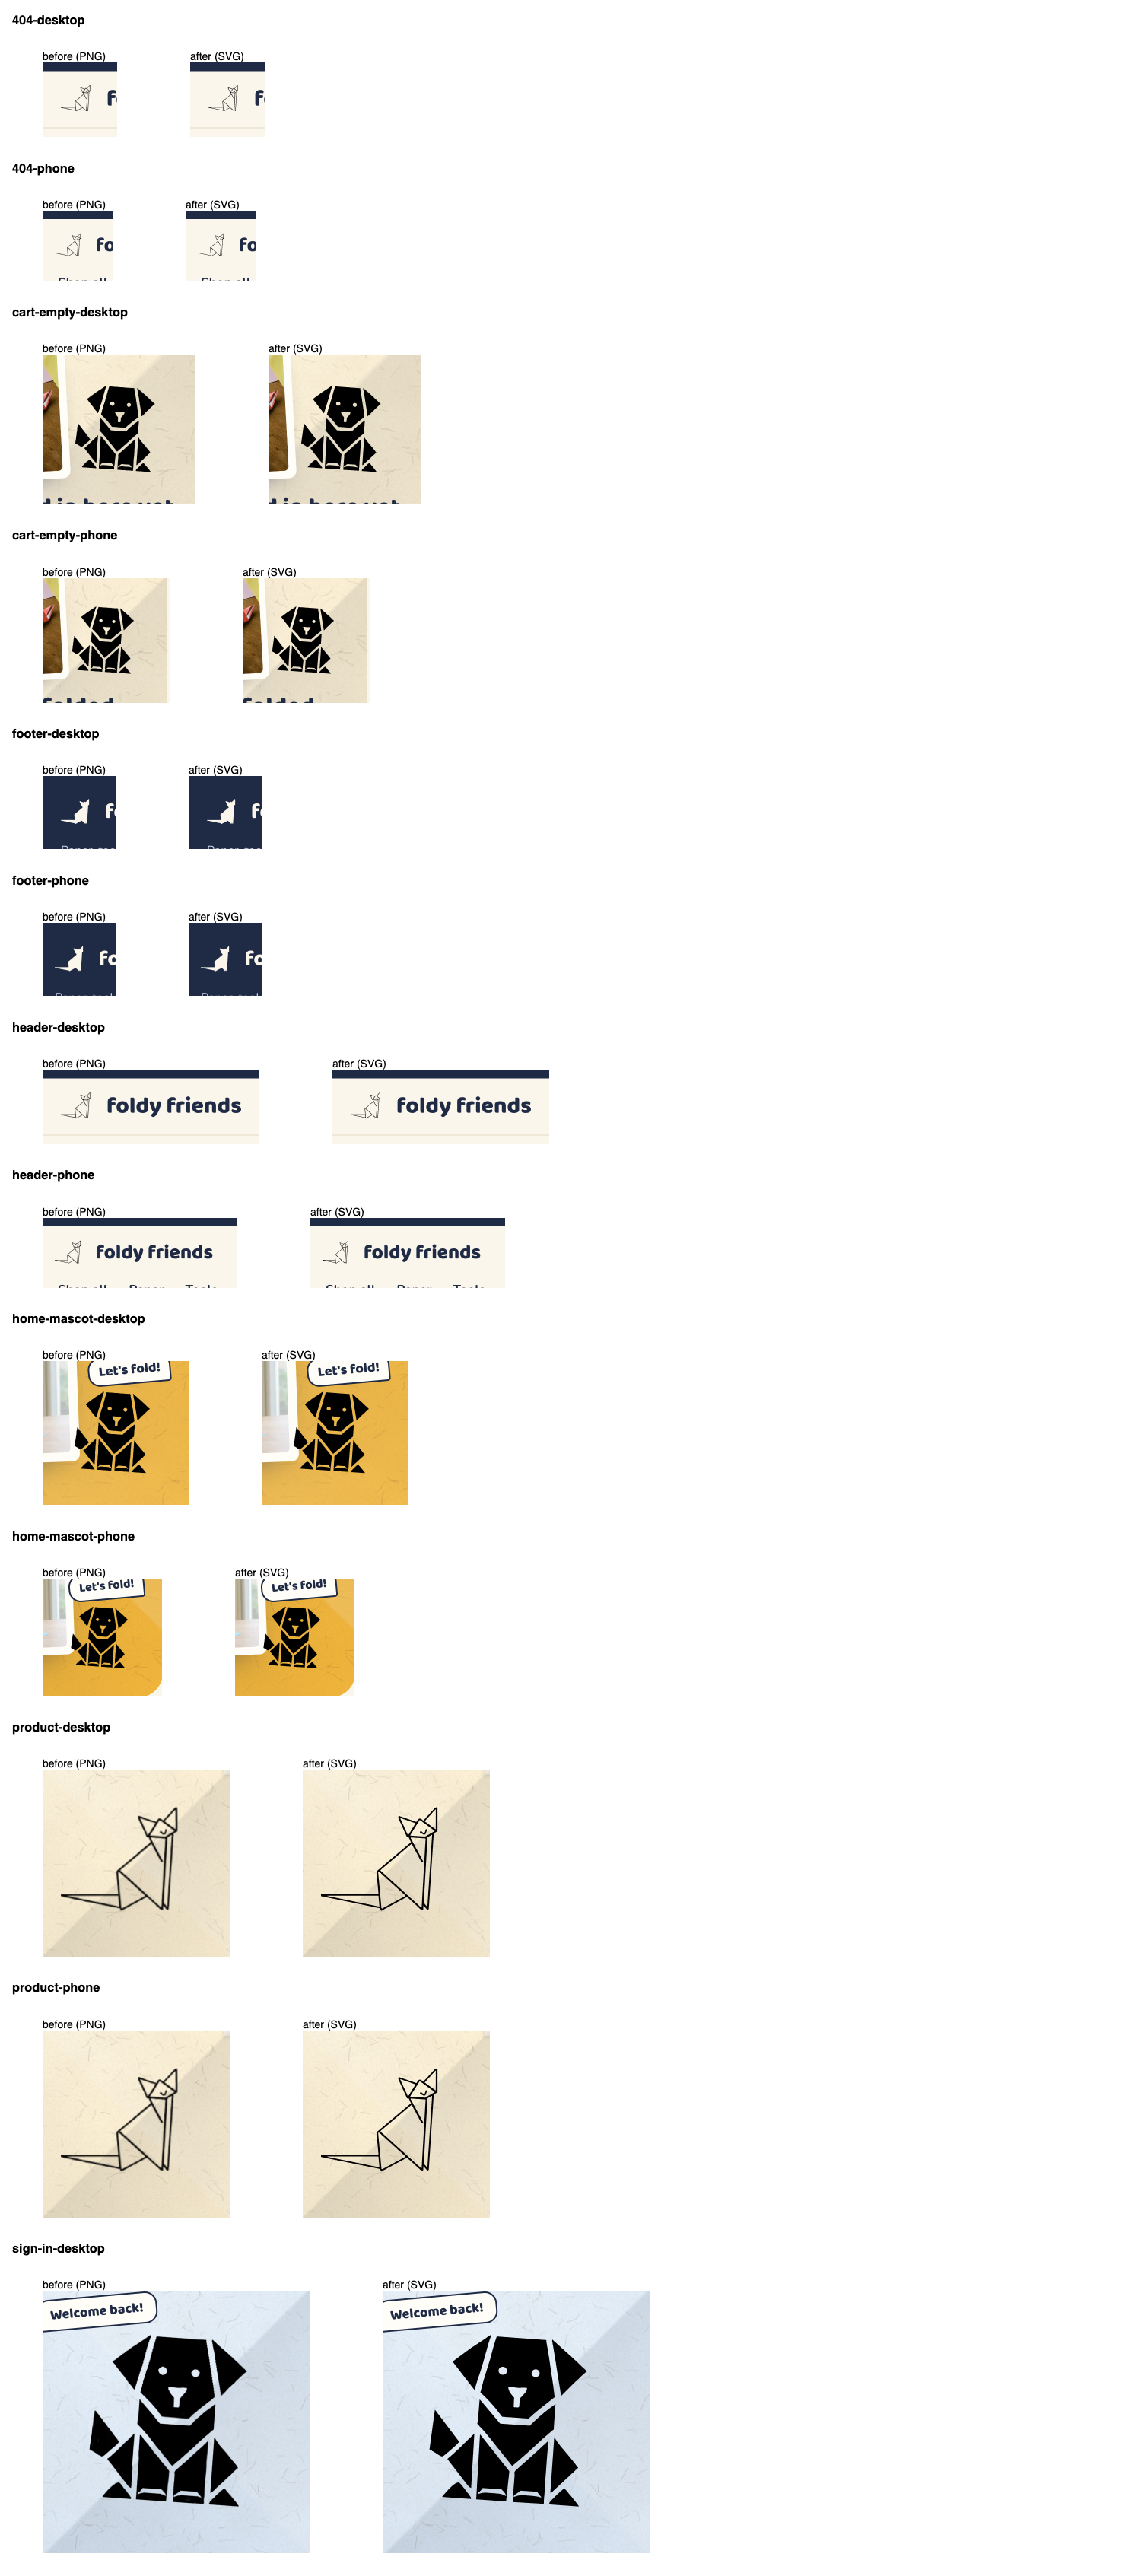 404-desktop
before (PNG) after (SVG)
404-phone
before (PNG) after (SVG)
fo fo
cart-empty-desktop
before (PNG) after (SVG)
cart-empty-phone
before (PNG) after (SVG)
footer-desktop
before (PNG) after (SVG)
footer-phone
before (PNG) after (SVG)
fo fo
header-desktop
before (PNG) after (SVG)
foldy friends foldy friends
header-phone
before (PNG) after (SVG)
foldy friends foldy friends
home-mascot-desktop
before (PNG) after (SVG)
Let's fold! Let's fold!
home-mascot-phone
before (PNG) after (SVG)
Let's fold! Let's fold!
product-desktop
before (PNG) after (SVG)
product-phone
before (PNG) after (SVG)
sign-in-desktop
before (PNG) after (SVG)
Welcome back! Welcome back!